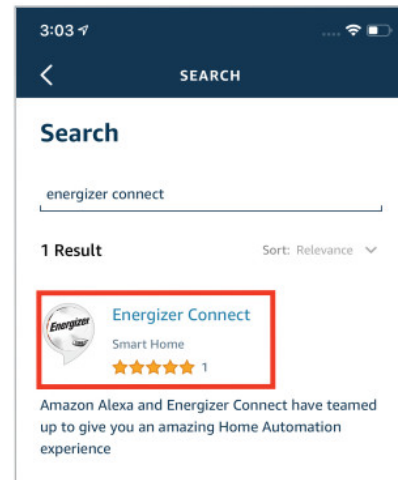 3:03
SEARCH
Search
energizer connect
1 Result Sort: Relevance
Energizer
Energizer Connect
Smart Home
1
Amazon Alexa and Energizer Connect have teamed
up to give you an amazing Home Automation
experience